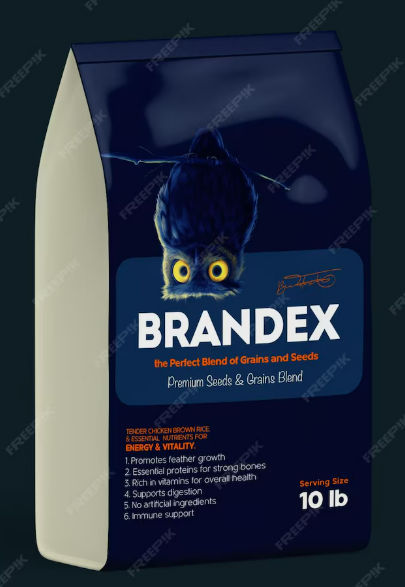 BRANDEX
the Perfect Blend of Grains and Seeds
Premium Seeds & Grains Blend
TENDER CHICKEN BROWN RICE
& ESSENTIAL NUTRIENTS FOR
ENERGY & VITALITY.
1. Promotes feather growth
2. Essential proteins for strong bones
3. Rich in vitamins for overall health
4. Supports digestion
5. No artificial ingredients
6. Immune support
Serving Size
10 lb
FREEPIK